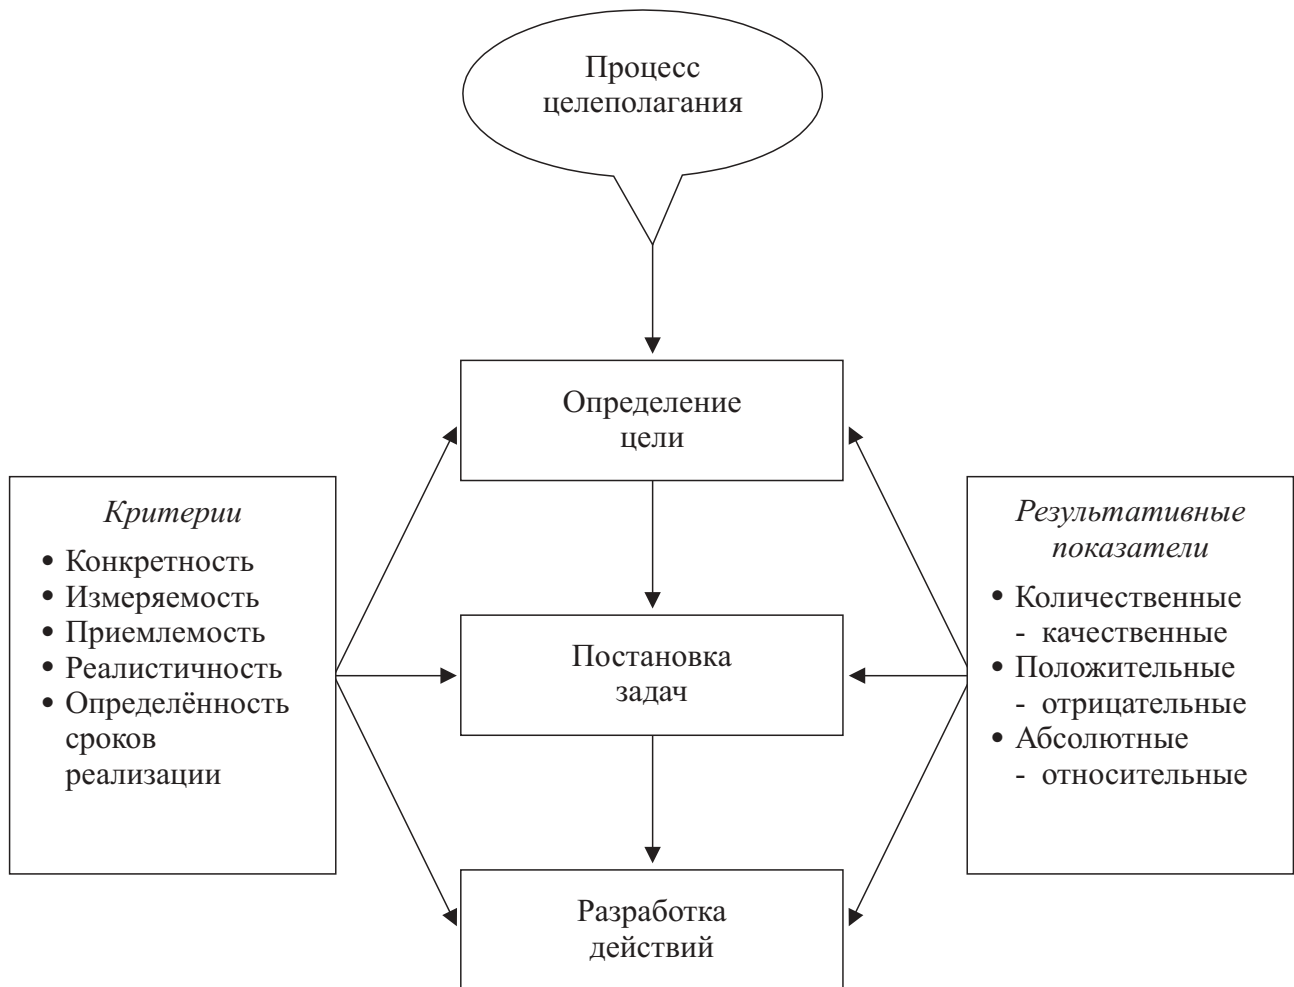 Процесс
целеполагания
Определение
цели
Критерии
• Конкретность
• Измеряемость
• Приемлемость
• Реалистичность
• Определённость
сроков
реализации
Постановка
задач
Результативные
показатели
• Количественные
- качественные
• Положительные
- отрицательные
• Абсолютные
- относительные
Разработка
действий